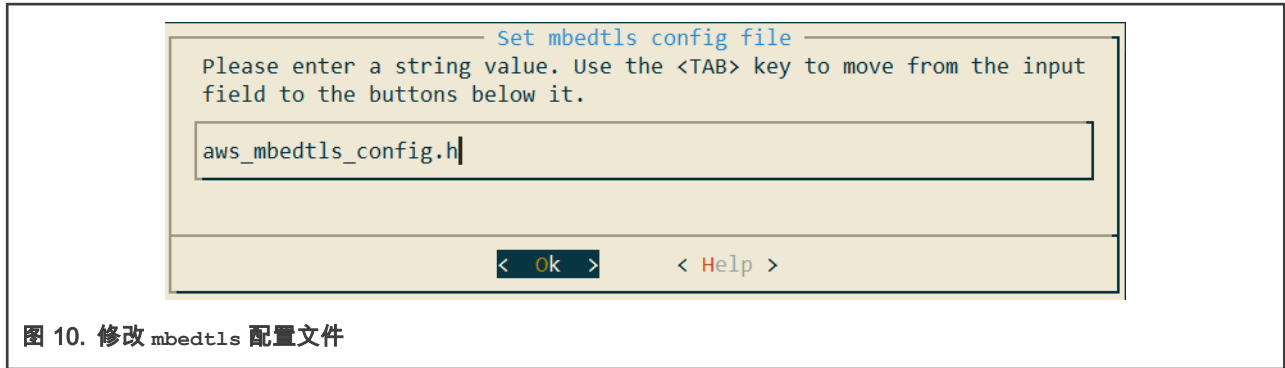 Set mbedtls config file
Please enter a string value. Use the <TAB> key to move from the input
field to the buttons below it.
aws_mbedtls_config.h
<  Ok  >      < Help >
图 10. 修改 mbedtls 配置文件